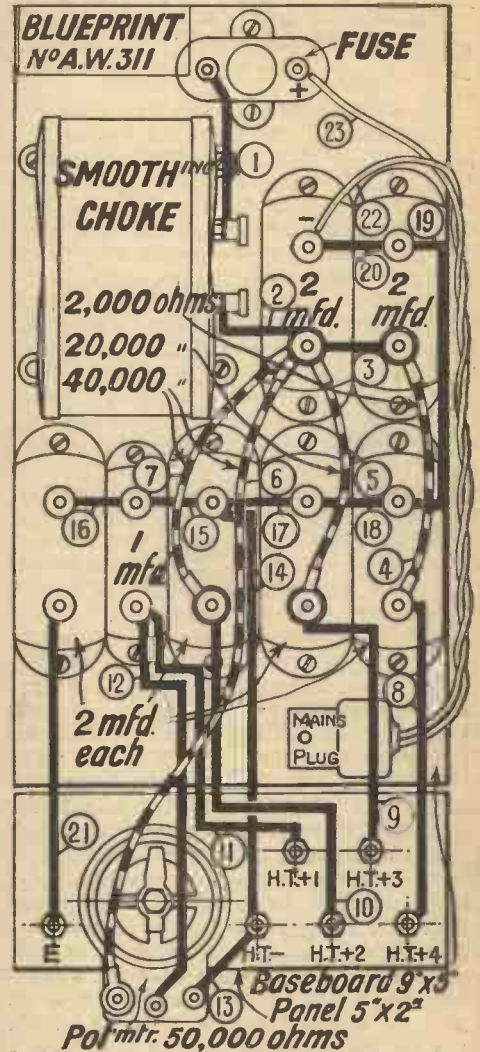 BLUEPRINT
Nº A.W. 311
FUSE
+
23
1
SMOOTHING
CHOKE
-
22
19
20
2
2
mfd.
2
mfd.
2,000 ohms
20,000 "
40,000 "
3
7
6
5
16
15
17
18
1
mfd
14
4
12
8
2 mfd.
each
MAINS
PLUG
9
21
11
H.T.+1
H.T.+3
10
E
H.T.-
H.T.+2
H.T.+4
13
Baseboard 9"x5"
Panel 5"x2"
Pot'mtr. 50,000 ohms